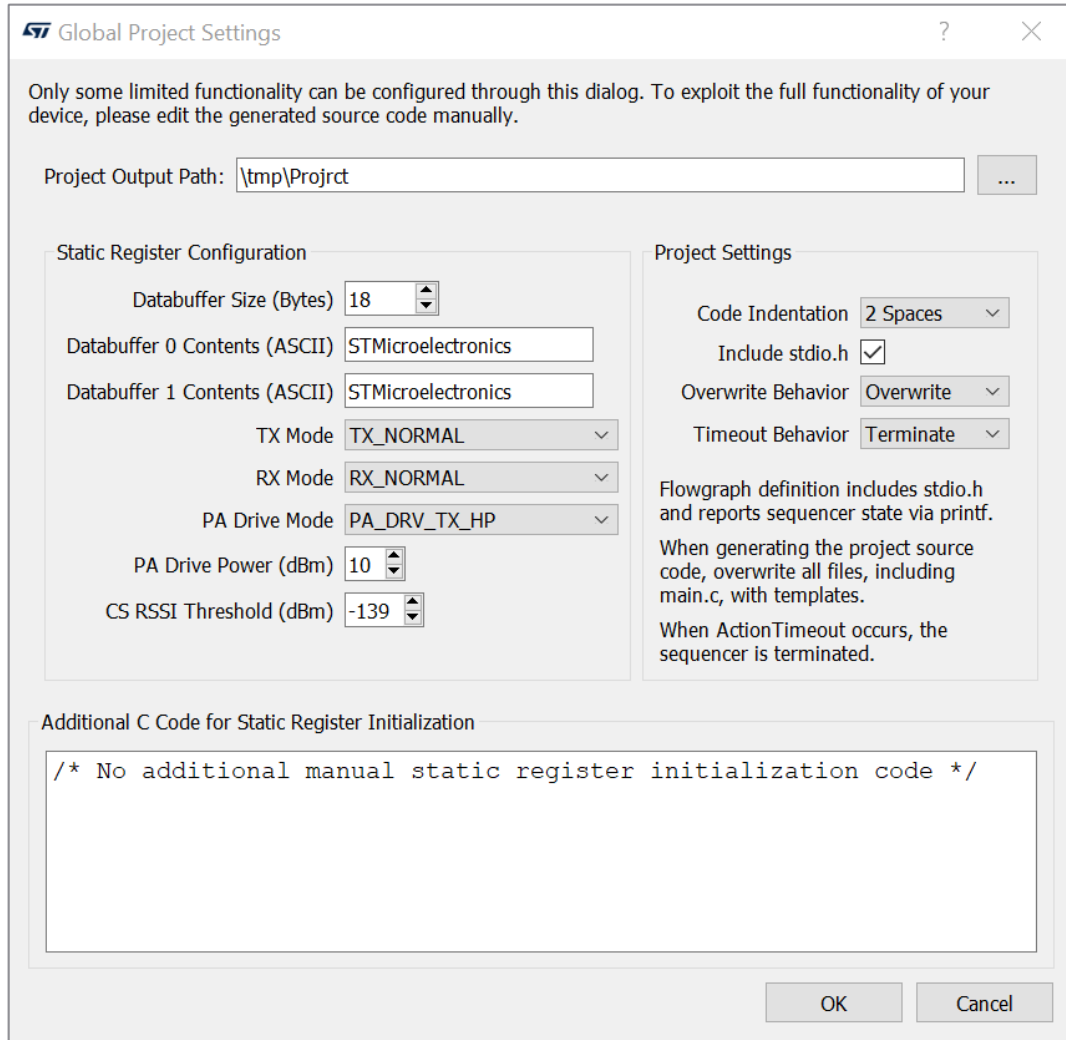 ST Global Project Settings ?
Only some limited functionality can be configured through this dialog. To exploit the full functionality of your
device, please edit the generated source code manually.
Project Output Path: \tmp\Projrct ...
Static Register Configuration
Databuffer Size (Bytes) 18
Databuffer 0 Contents (ASCII) STMicroelectronics
Databuffer 1 Contents (ASCII) STMicroelectronics
TX Mode TX_NORMAL
RX Mode RX_NORMAL
PA Drive Mode PA_DRV_TX_HP
PA Drive Power (dBm) 10
CS RSSI Threshold (dBm) -139
Project Settings
Code Indentation 2 Spaces
Include stdio.h
Overwrite Behavior Overwrite
Timeout Behavior Terminate
Flowgraph definition includes stdio.h
and reports sequencer state via printf.
When generating the project source
code, overwrite all files, including
main.c, with templates.
When ActionTimeout occurs, the
sequencer is terminated.
Additional C Code for Static Register Initialization
/* No additional manual static register initialization code */
OK Cancel